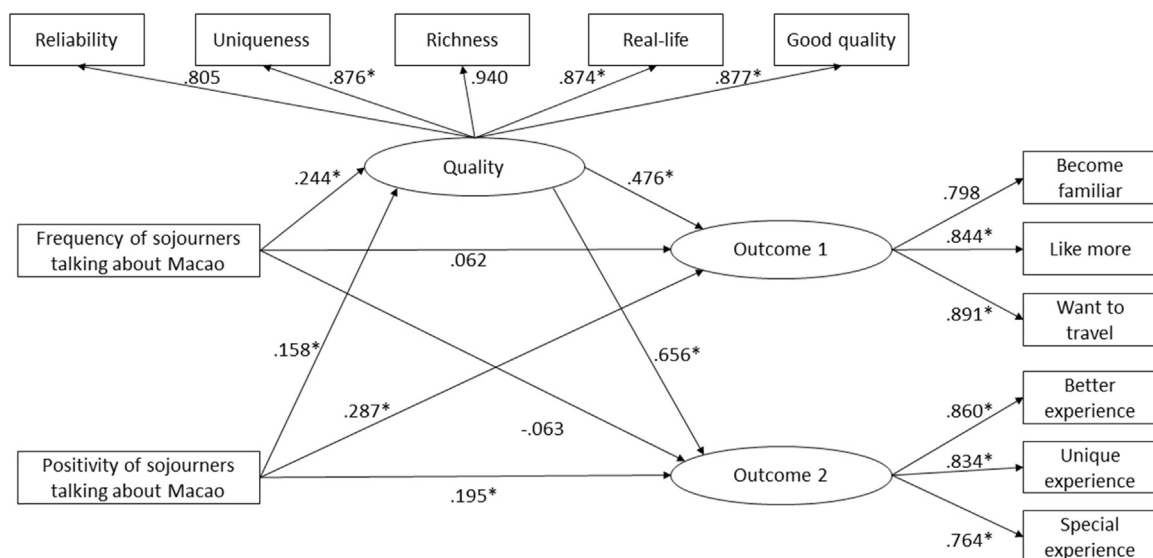 Reliability
Uniqueness
Richness
Real-life
Good quality
.805
.876*
.940
.874*
.877*
Quality
.244*
.476*
Become
familiar
.798
Frequency of sojourners
talking about Macao
.062
Outcome 1
.844*
Like more
.891*
Want to
travel
.158*
.656*
.287*
-.063
.860*
Better
experience
Positivity of sojourners
talking about Macao
.195*
Outcome 2
.834*
Unique
experience
.764*
Special
experience